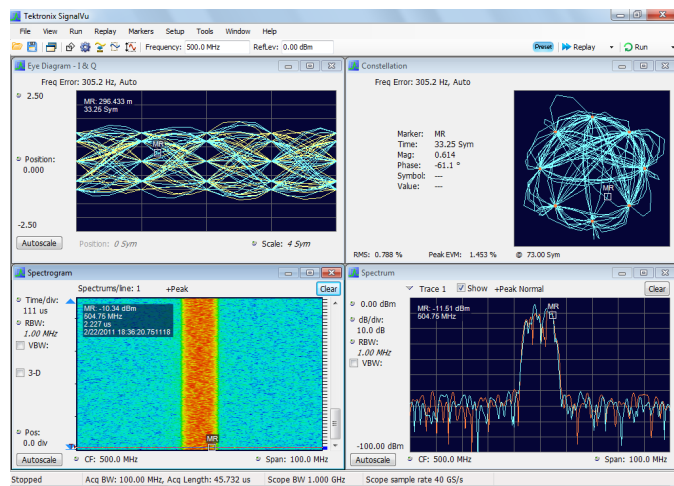 Tektronix SignalVu
File View Run Replay Markers Setup Tools Window Help
Frequency: 500.0 MHz RefLev: 0.00 dBm Preset Replay Run
Eye Diagram - I & Q
Freq Error: 305.2 Hz, Auto
2.50
MR: 296.433 m
33.25 Sym
MR
Position:
0.000
-2.50
Autoscale Position: 0 Sym Scale: 4 Sym
Constellation
Freq Error: 305.2 Hz, Auto
Marker: MR
Time: 33.25 Sym
Mag: 0.614
Phase: -61.1 °
Symbol: ---
Value: ---
MR
RMS: 0.788 % Peak EVM: 1.453 % @ 73.00 Sym
Spectrogram
Spectrums/line: 1 +Peak Clear
Time/div:
111 us
RBW:
1.00 MHz
VBW:
3-D
Pos:
0.0 div
MR: -10.34 dBm
504.75 MHz
2.227 us
2/22/2011 18:36:20.751118
MR
Autoscale CF: 500.0 MHz Span: 100.0 MHz
Spectrum
Trace 1 Show +Peak Normal Clear
0.00 dBm
dB/div:
10.0 dB
RBW:
1.00 MHz
VBW:
MR: -11.51 dBm
504.75 MHz
MR
-100.00 dBm
Autoscale CF: 500.0 MHz Span: 100.0 MHz
Stopped Acq BW: 100.00 MHz, Acq Length: 45.732 us Scope BW 1.000 GHz Scope sample rate 40 GS/s